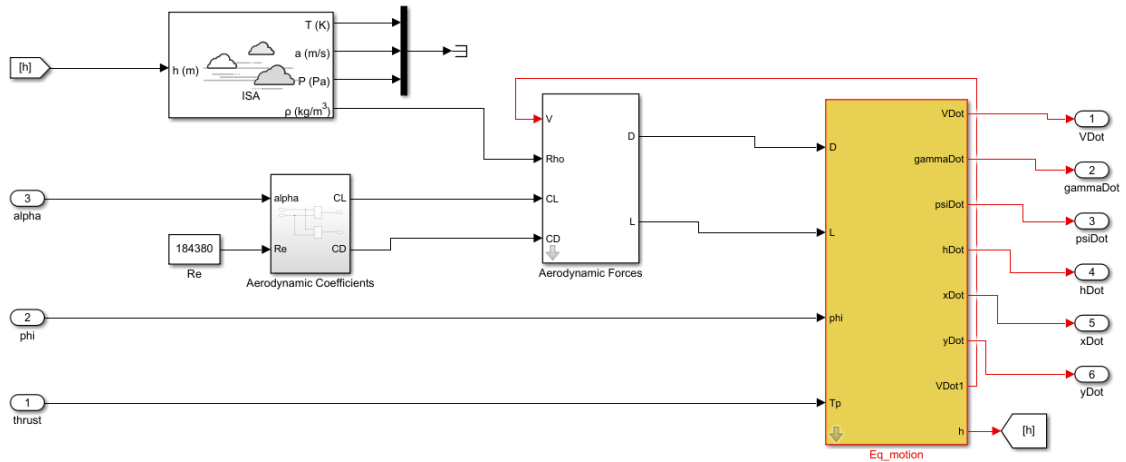 [h]
h (m)
T (K)
a (m/s)
P (Pa)
ρ (kg/m³)
ISA
3
alpha
184380
Re
alpha
Re
CL
CD
Aerodynamic Coefficients
V
Rho
CL
CD
D
L
Aerodynamic Forces
2
phi
1
thrust
D
L
phi
Tp
VDot
gammaDot
psiDot
hDot
xDot
yDot
VDot1
h
Eq_motion
1
VDot
2
gammaDot
3
psiDot
4
hDot
5
xDot
6
yDot
[h]